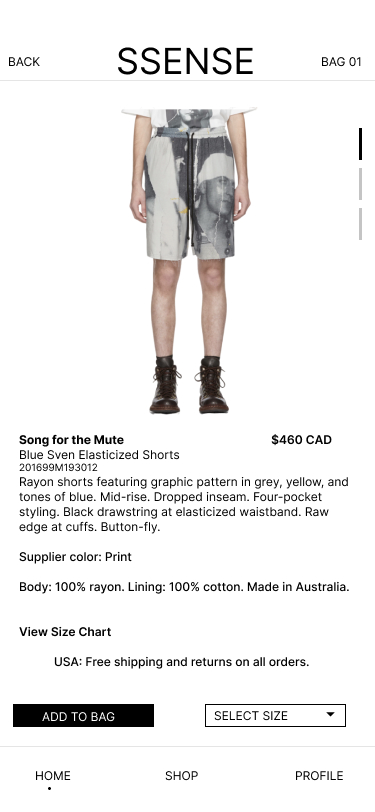 BACK
SSENSE
BAG 01
Song for the Mute
$460 CAD
Blue Sven Elasticized Shorts
201699M193012
Rayon shorts featuring graphic pattern in grey, yellow, and
tones of blue. Mid-rise. Dropped inseam. Four-pocket
styling. Black drawstring at elasticized waistband. Raw
edge at cuffs. Button-fly.
Supplier color: Print
Body: 100% rayon. Lining: 100% cotton. Made in Australia.
View Size Chart
USA: Free shipping and returns on all orders.
ADD TO BAG
SELECT SIZE
HOME
SHOP
PROFILE